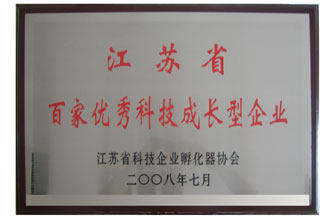 江苏省
百家优秀科技成长型企业
江苏省科技企业孵化器协会
二〇〇八年七月